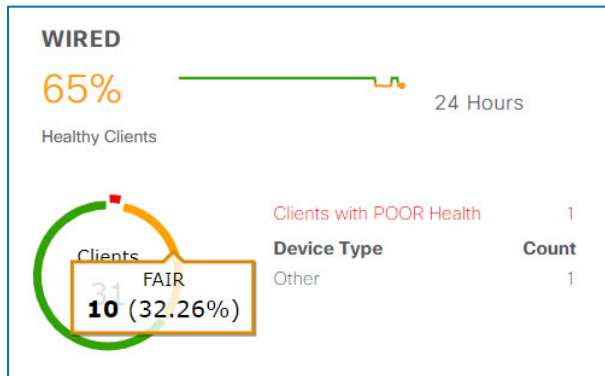 WIRED
65%
24 Hours
Healthy Clients
Clients with POOR Health 1
Device Type Count
Other 1
Clients
31
FAIR
10 (32.26%)